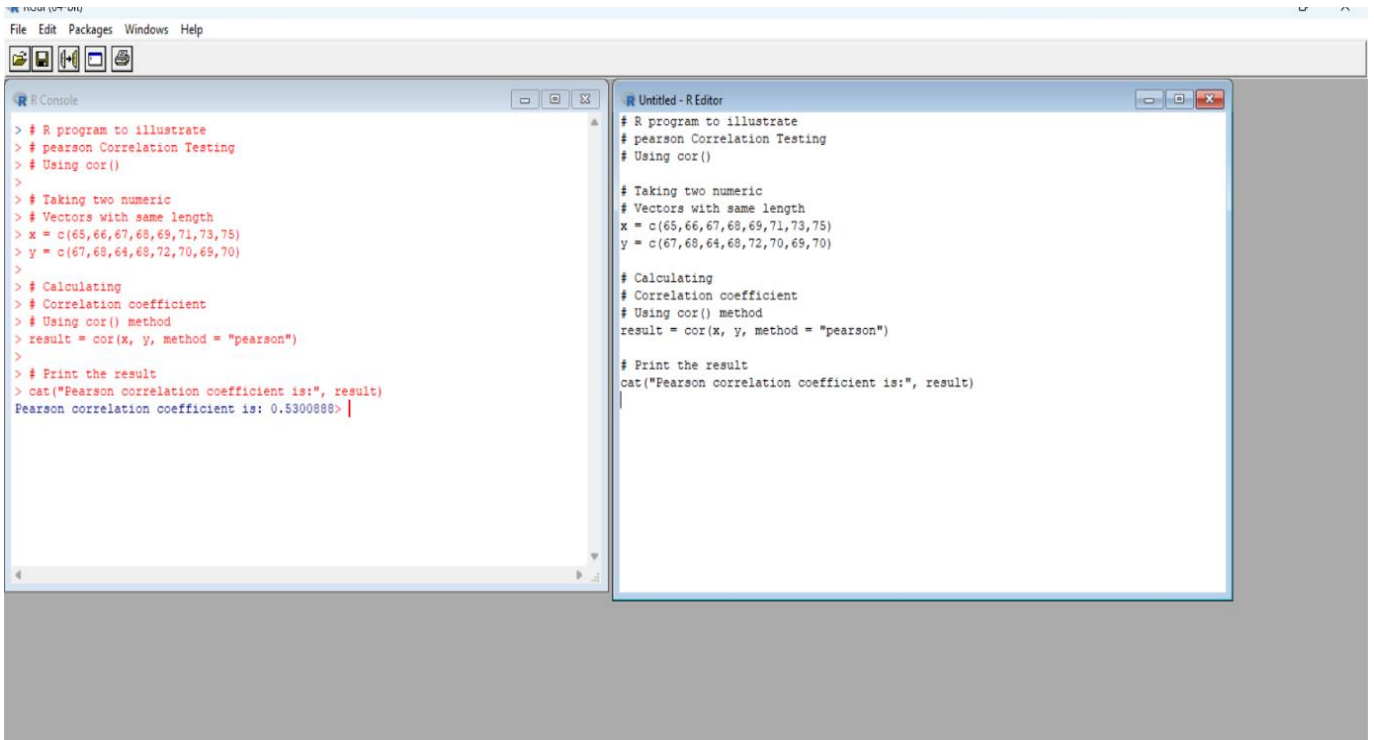 RGui (64-bit)
File Edit Packages Windows Help
R Console
> # R program to illustrate
> # pearson Correlation Testing
> # Using cor()
>
> # Taking two numeric
> # Vectors with same length
> x = c(65,66,67,68,69,71,73,75)
> y = c(67,68,64,68,72,70,69,70)
>
> # Calculating
> # Correlation coefficient
> # Using cor() method
> result = cor(x, y, method = "pearson")
>
> # Print the result
> cat("Pearson correlation coefficient is:", result)
Pearson correlation coefficient is: 0.5300888>
Untitled - R Editor
# R program to illustrate
# pearson Correlation Testing
# Using cor()
# Taking two numeric
# Vectors with same length
x = c(65,66,67,68,69,71,73,75)
y = c(67,68,64,68,72,70,69,70)
# Calculating
# Correlation coefficient
# Using cor() method
result = cor(x, y, method = "pearson")
# Print the result
cat("Pearson correlation coefficient is:", result)